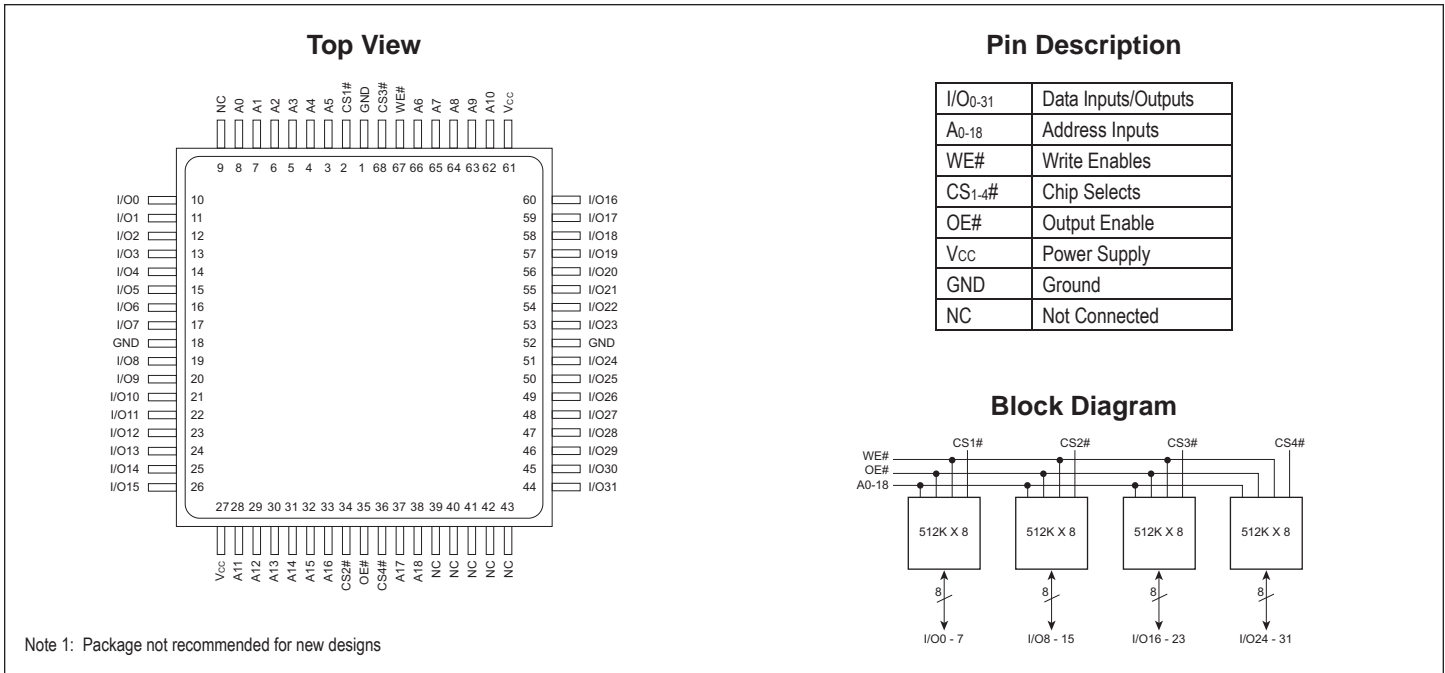 Top View
NC A0 A1 A2 A3 A4 A5 CS1# GND CS3# WE# A6 A7 A8 A9 A10 Vcc
9 8 7 6 5 4 3 2 1 68 67 66 65 64 63 62 61
I/O0 10 60 I/O16
I/O1 11 59 I/O17
I/O2 12 58 I/O18
I/O3 13 57 I/O19
I/O4 14 56 I/O20
I/O5 15 55 I/O21
I/O6 16 54 I/O22
I/O7 17 53 I/O23
GND 18 52 GND
I/O8 19 51 I/O24
I/O9 20 50 I/O25
I/O10 21 49 I/O26
I/O11 22 48 I/O27
I/O12 23 47 I/O28
I/O13 24 46 I/O29
I/O14 25 45 I/O30
I/O15 26 44 I/O31
27 28 29 30 31 32 33 34 35 36 37 38 39 40 41 42 43
Vcc A11 A12 A13 A14 A15 A16 CS2# OE# CS4# A17 A18 NC NC NC NC NC
Note 1: Package not recommended for new designs
Pin Description
I/O0-31 Data Inputs/Outputs
A0-18 Address Inputs
WE# Write Enables
CS1-4# Chip Selects
OE# Output Enable
Vcc Power Supply
GND Ground
NC Not Connected
Block Diagram
CS1# CS2# CS3# CS4#
WE#
OE#
A0-18
512K X 8 512K X 8 512K X 8 512K X 8
8 8 8 8
I/O0 - 7 I/O8 - 15 I/O16 - 23 I/O24 - 31